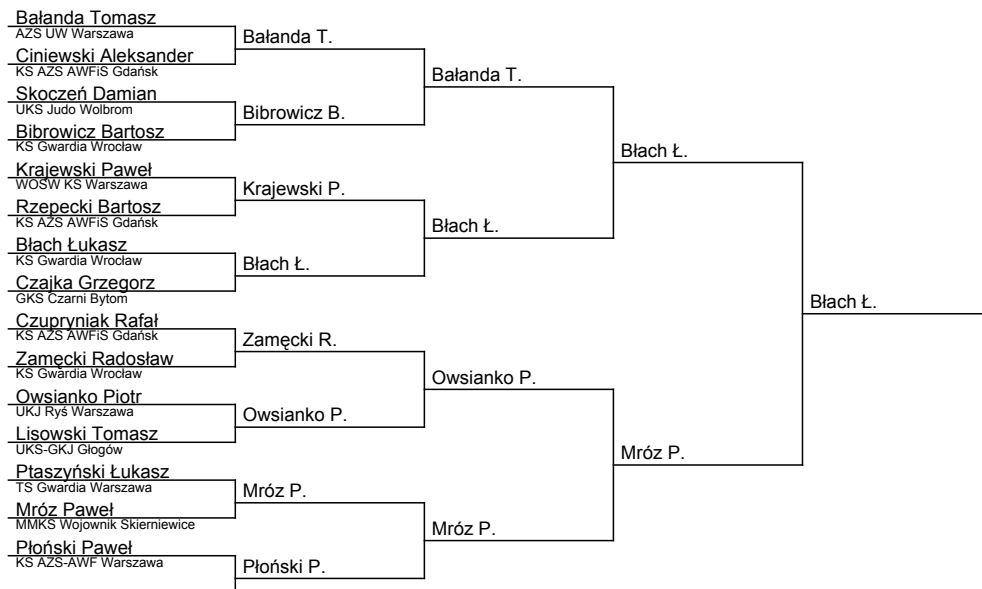 Bałanda Tomasz
AZS UW Warszawa
Ciniewski Aleksander
KS AZS AWFiS Gdańsk
Skoczeń Damian
UKS Judo Wolbrom
Bibrowicz Bartosz
KS Gwardia Wrocław
Krajewski Paweł
WOSW KS Warszawa
Rzepecki Bartosz
KS AZS AWFiS Gdańsk
Błach Łukasz
KS Gwardia Wrocław
Czajka Grzegorz
GKS Czarni Bytom
Czupryniak Rafał
KS AZS AWFiS Gdańsk
Zamęcki Radosław
KS Gwardia Wrocław
Owsianko Piotr
UKJ Ryś Warszawa
Lisowski Tomasz
UKS-GKJ Głogów
Ptaszyński Łukasz
TS Gwardia Warszawa
Mróz Paweł
MMKS Wojownik Skierniewice
Płoński Paweł
KS AZS-AWF Warszawa
Bałanda T.
Bibrowicz B.
Krajewski P.
Błach Ł.
Zamęcki R.
Owsianko P.
Mróz P.
Płoński P.
Bałanda T.
Błach Ł.
Owsianko P.
Mróz P.
Błach Ł.
Mróz P.
Błach Ł.